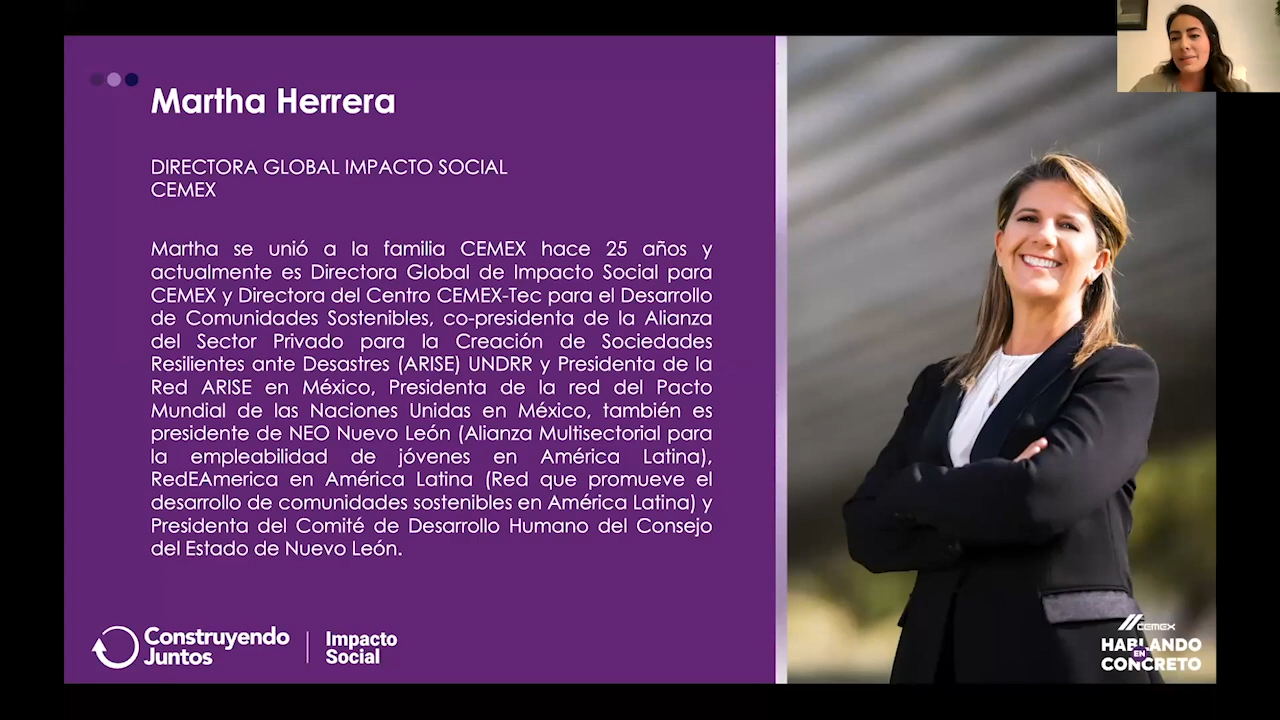 Martha Herrera
DIRECTORA GLOBAL IMPACTO SOCIAL
CEMEX
Martha se unió a la familia CEMEX hace 25 años y
actualmente es Directora Global de Impacto Social para
CEMEX y Directora del Centro CEMEX-Tec para el Desarrollo
de Comunidades Sostenibles, co-presidenta de la Alianza
del Sector Privado para la Creación de Sociedades
Resilientes ante Desastres (ARISE) UNDRR y Presidenta de la
Red ARISE en México, Presidenta de la red del Pacto
Mundial de las Naciones Unidas en México, también es
presidente de NEO Nuevo León (Alianza Multisectorial para
la empleabilidad de jóvenes en América Latina),
RedEAmerica en América Latina (Red que promueve el
desarrollo de comunidades sostenibles en América Latina) y
Presidenta del Comité de Desarrollo Humano del Consejo
del Estado de Nuevo León.
Construyendo
Juntos
Impacto
Social
CEMEX
HABLANDO
EN
CONCRETO